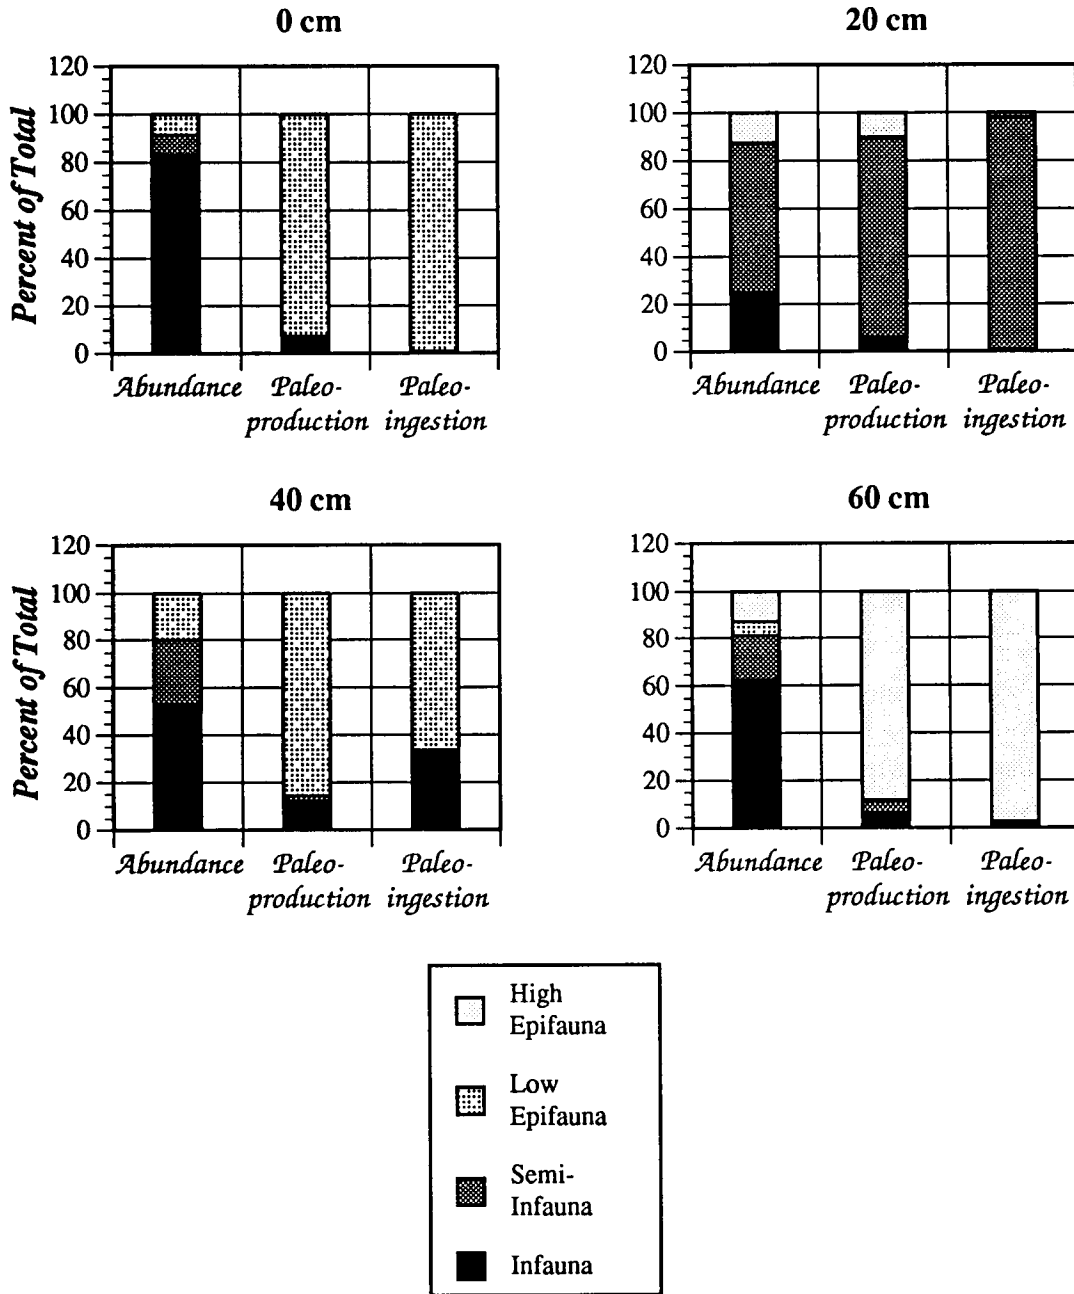 0 cm
20 cm
Percent of Total
120
100
80
60
40
20
0
Abundance
Paleo-
production
Paleo-
ingestion
120
100
80
60
40
20
0
Abundance
Paleo-
production
Paleo-
ingestion
40 cm
60 cm
Percent of Total
120
100
80
60
40
20
0
Abundance
Paleo-
production
Paleo-
ingestion
120
100
80
60
40
20
0
Abundance
Paleo-
production
Paleo-
ingestion
High
Epifauna
Low
Epifauna
Semi-
Infauna
Infauna